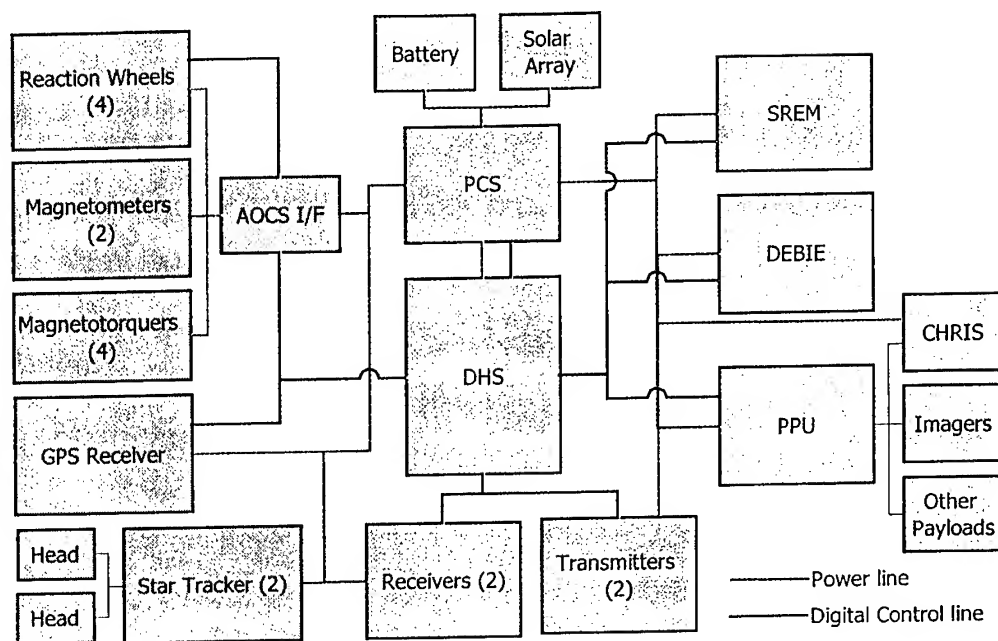 Battery
Solar
Array
Reaction Wheels
(4)
SREM
PCS
AOCS I/F
Magnetometers
(2)
DEBIE
Magnetotorquers
(4)
CHRIS
DHS
PPU
Imagers
GPS Receiver
Other
Payloads
Head
Star Tracker (2)
Receivers (2)
Transmitters
(2)
Head
Power line
Digital Control line